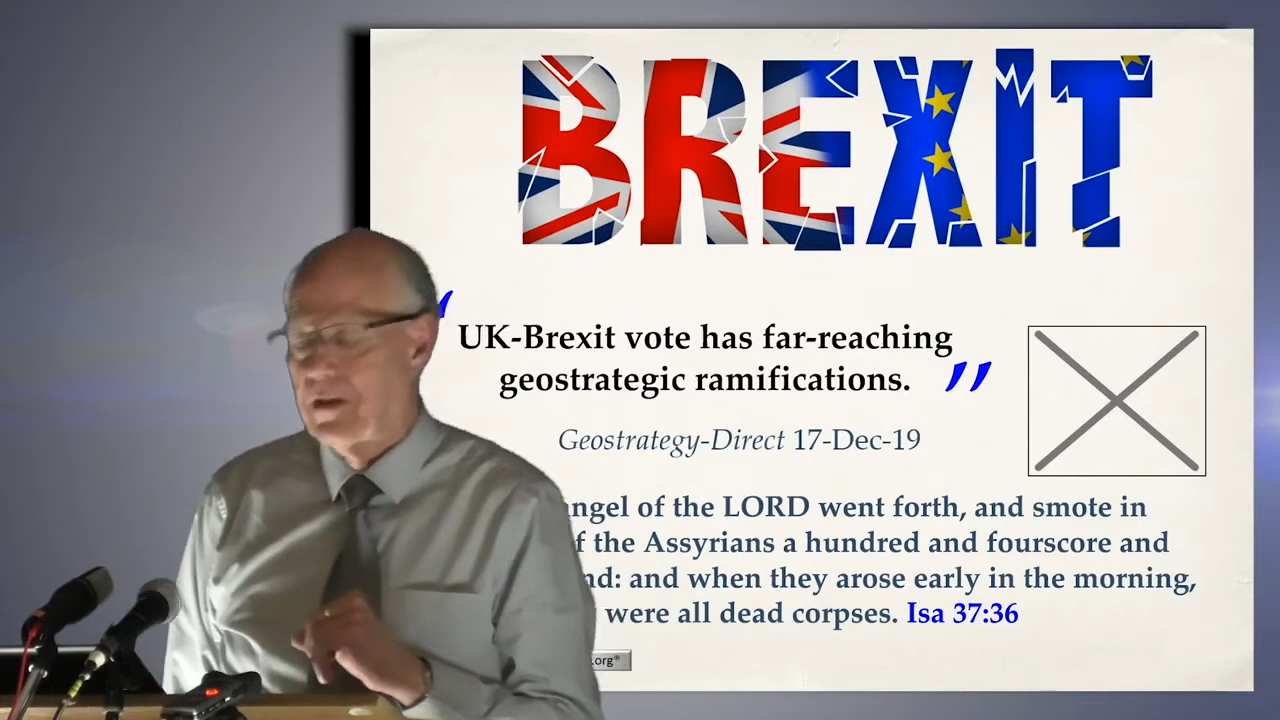 BREXIT
“
UK-Brexit vote has far-reaching
geostrategic ramifications. ”
Geostrategy-Direct 17-Dec-19
angel of the LORD went forth, and smote in
the Assyrians a hundred and fourscore and
and when they arose early in the morning,
were all dead corpses. Isa 37:36
.org®